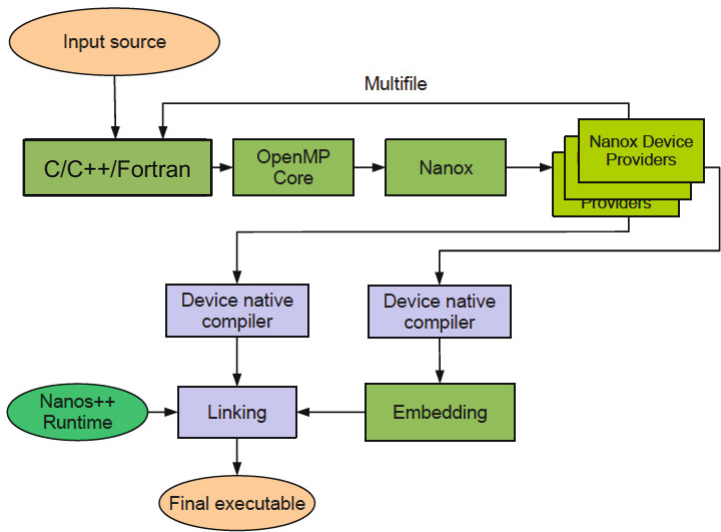 Input source
Multifile
C/C++/Fortran
OpenMP
Core
Nanox
Nanox Device
Providers
Providers
Device native
compiler
Device native
compiler
Nanos++
Runtime
Linking
Embedding
Final executable